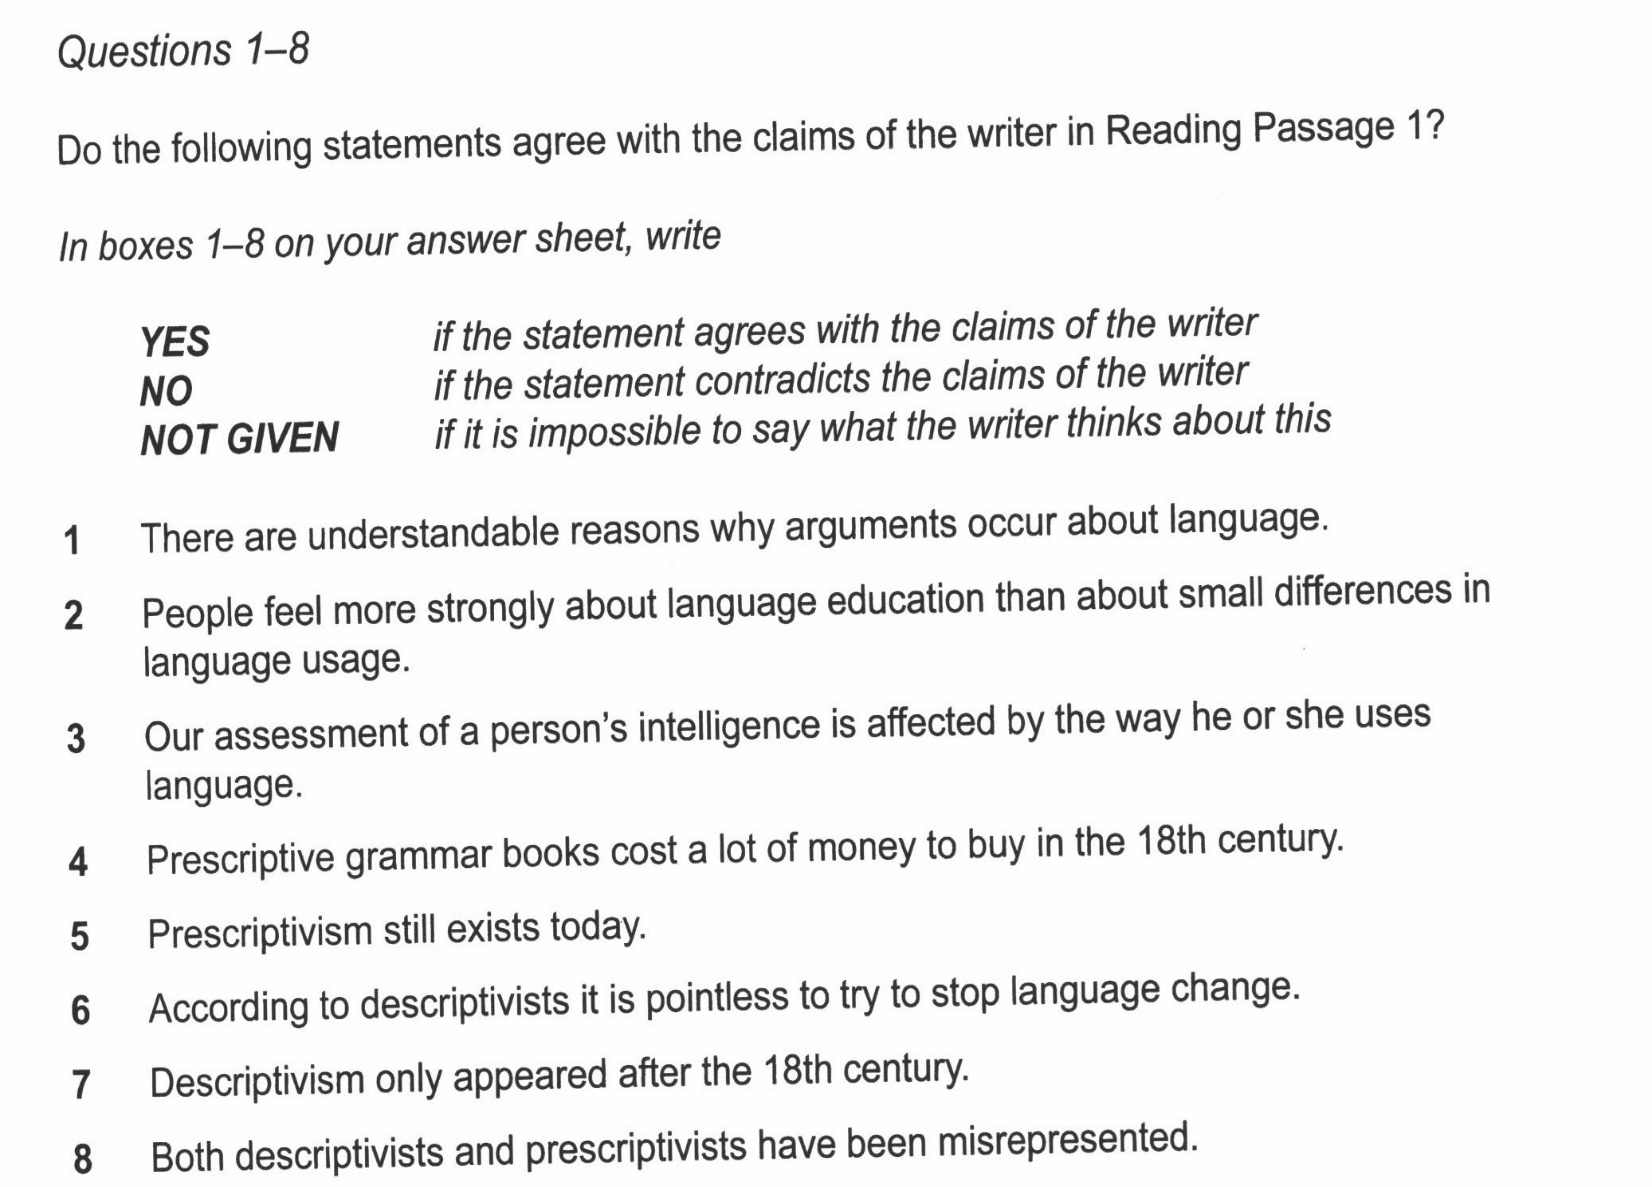 Questions 1–8
Do the following statements agree with the claims of the writer in Reading Passage 1?
In boxes 1–8 on your answer sheet, write
YES if the statement agrees with the claims of the writer
NO if the statement contradicts the claims of the writer
NOT GIVEN if it is impossible to say what the writer thinks about this
1 There are understandable reasons why arguments occur about language.
2 People feel more strongly about language education than about small differences in
language usage.
3 Our assessment of a person’s intelligence is affected by the way he or she uses
language.
4 Prescriptive grammar books cost a lot of money to buy in the 18th century.
5 Prescriptivism still exists today.
6 According to descriptivists it is pointless to try to stop language change.
7 Descriptivism only appeared after the 18th century.
8 Both descriptivists and prescriptivists have been misrepresented.